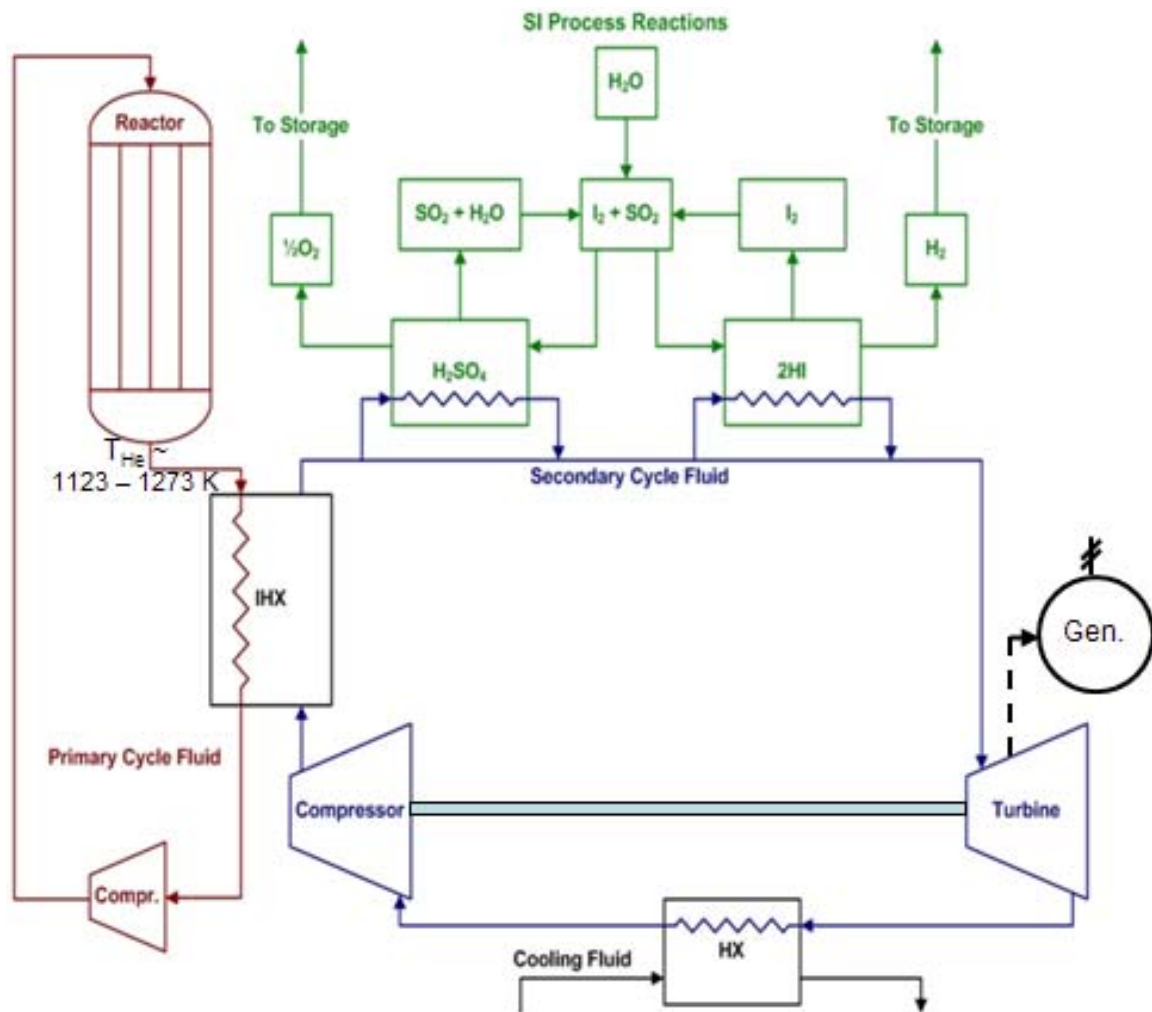 SI Process Reactions
H₂O
Reactor
To Storage
To Storage
SO₂ + H₂O
I₂ + SO₂
I₂
½O₂
H₂
H₂SO₄
2HI
T_He ~
1123 – 1273 K
Secondary Cycle Fluid
IHX
Gen.
Primary Cycle Fluid
Compressor
Turbine
Compr.
HX
Cooling Fluid